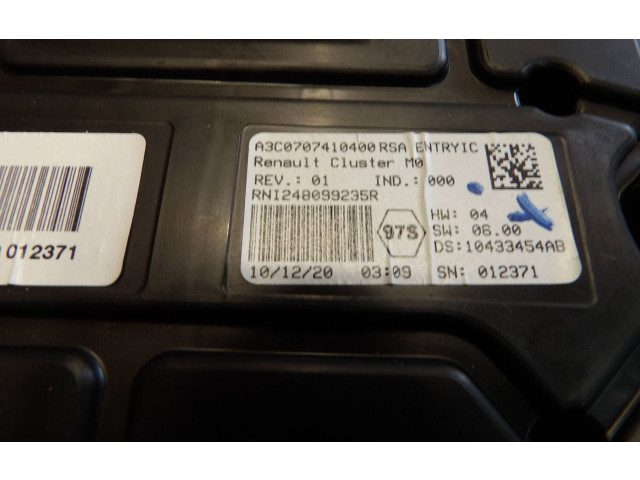 A3C0707410400 RSA ENTRYIC
Renault Cluster M0
REV.: 01 IND.: 000
RNI248099235R
HW: 04
97S
SW: 06.00
DS:10433454AB
10/12/20 03:09 SN: 012371
012371